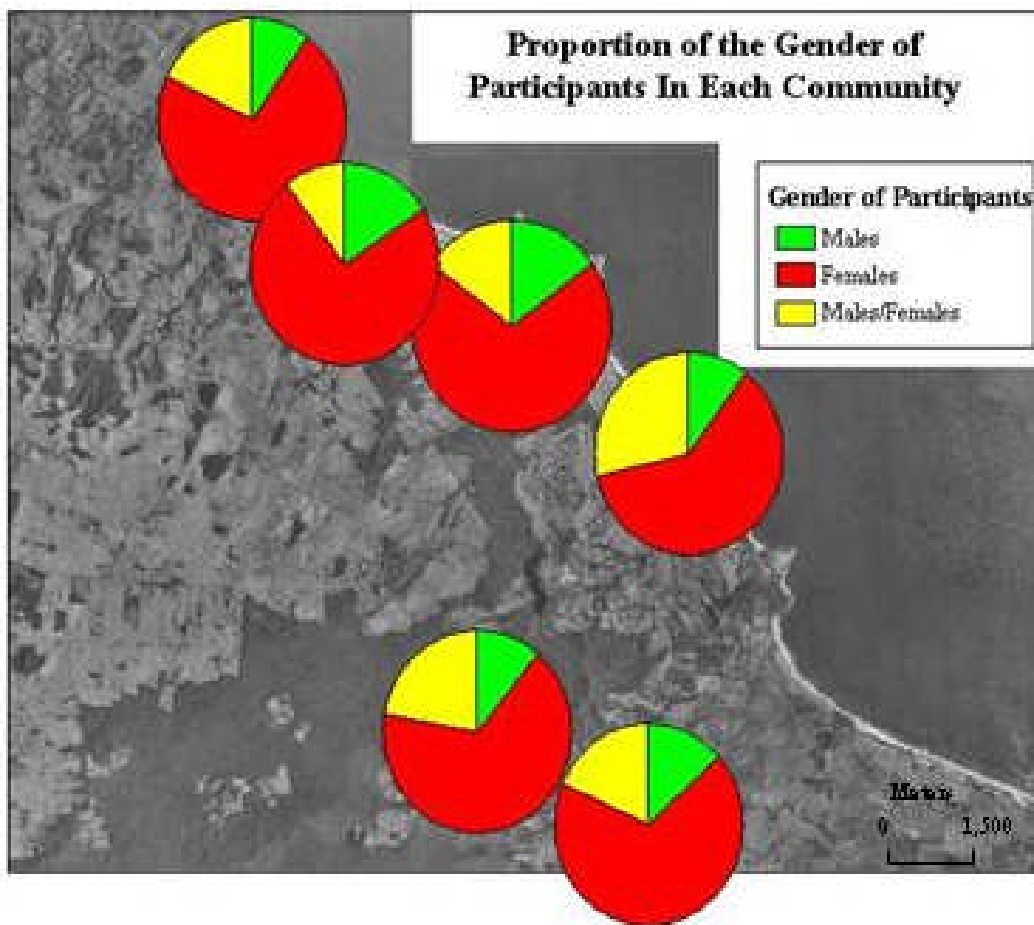 Proportion of the Gender of
Participants In Each Community
Gender of Participants
Males
Females
Males/Females
0 1,500